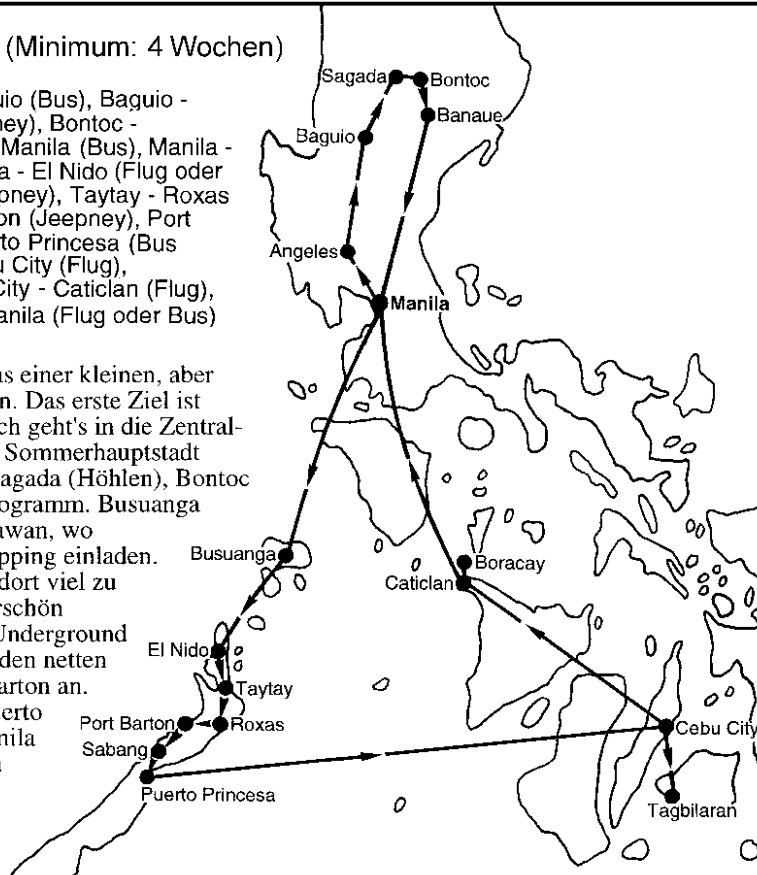 (Minimum: 4 Wochen)
uio (Bus), Baguio -
ney), Bontoc -
Manila (Bus), Manila -
a - El Nido (Flug oder
pney), Taytay - Roxas
on (Jeepney), Port
rto Princesa (Bus
u City (Flug),
City - Caticlan (Flug),
anila (Flug oder Bus)
as einer kleinen, aber
n. Das erste Ziel ist
ch geht's in die Zentral-
Sommerhauptstadt
agada (Höhlen), Bontoc
ogramm. Busuanga
awan, wo
pping einladen.
dort viel zu
rschön
Underground
den netten
arton an.
erto
nila
Sagada
Bontoc
Banaue
Baguio
Angeles
Manila
Busuanga
Boracay
Caticlan
El Nido
Taytay
Port Barton
Roxas
Sabang
Puerto Princesa
Cebu City
Tagbilaran